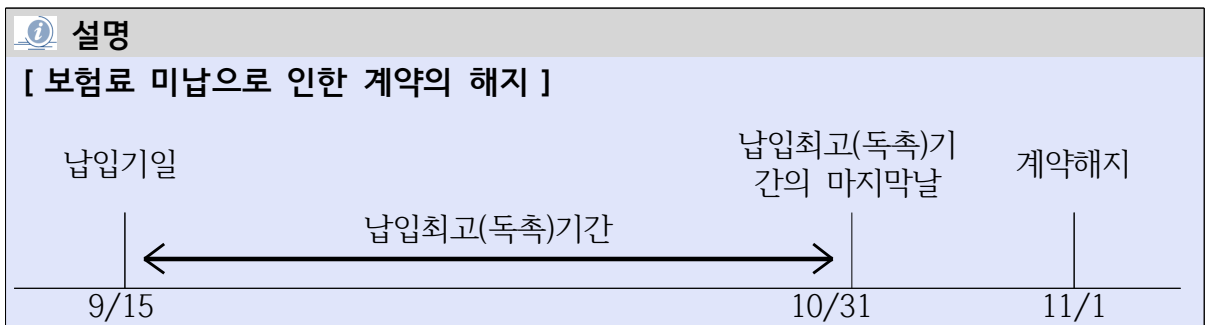 설명
[ 보험료 미납으로 인한 계약의 해지 ]
납입기일
납입최고(독촉)기
간의 마지막날
계약해지
납입최고(독촉)기간
9/15
10/31
11/1